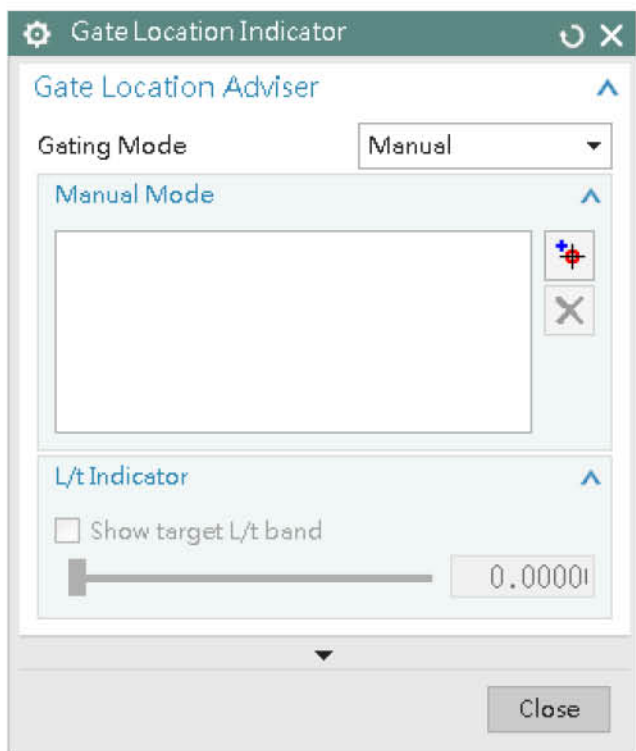 Gate Location Indicator
Gate Location Adviser
Gating Mode Manual
Manual Mode
L/t Indicator
Show target L/t band
0.0000
Close